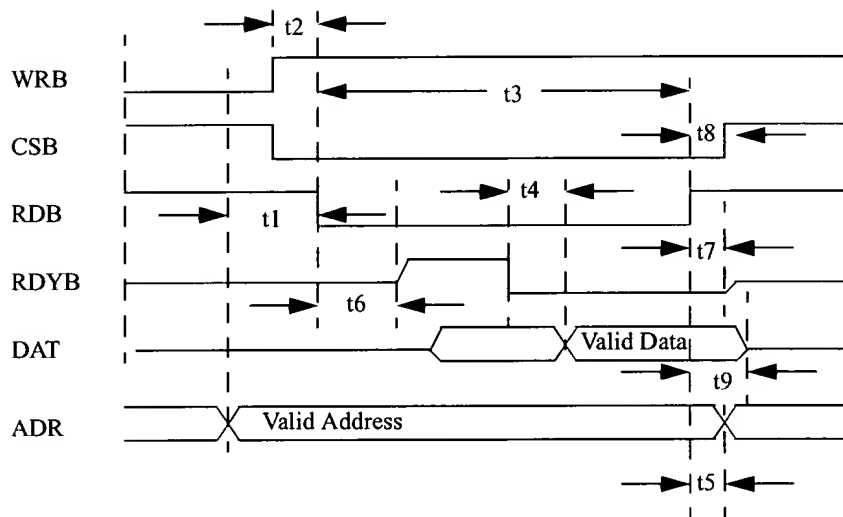 t2
WRB
t3
CSB
t8
RDB
t1
t4
t7
RDYB
t6
DAT
Valid Data
t9
ADR
Valid Address
t5